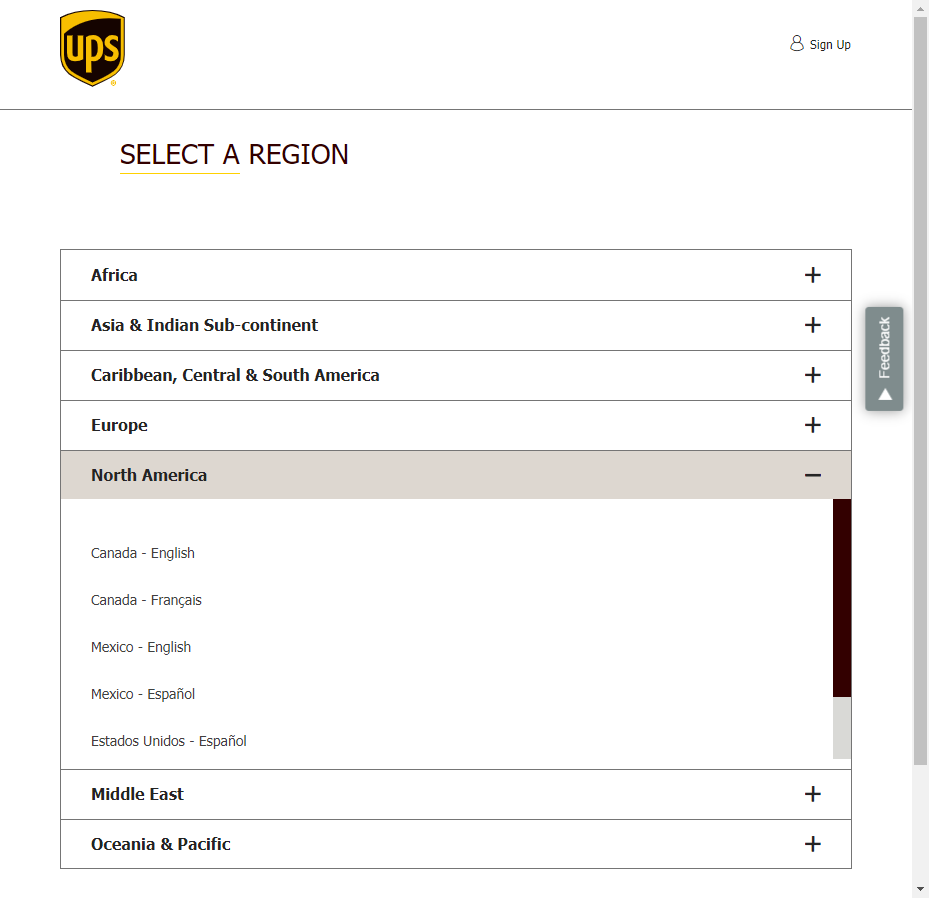 ups
Sign Up
SELECT A REGION
Africa
Asia & Indian Sub-continent
Caribbean, Central & South America
Europe
North America
Canada - English
Canada - Français
Mexico - English
Mexico - Español
Estados Unidos - Español
Middle East
Oceania & Pacific
Feedback